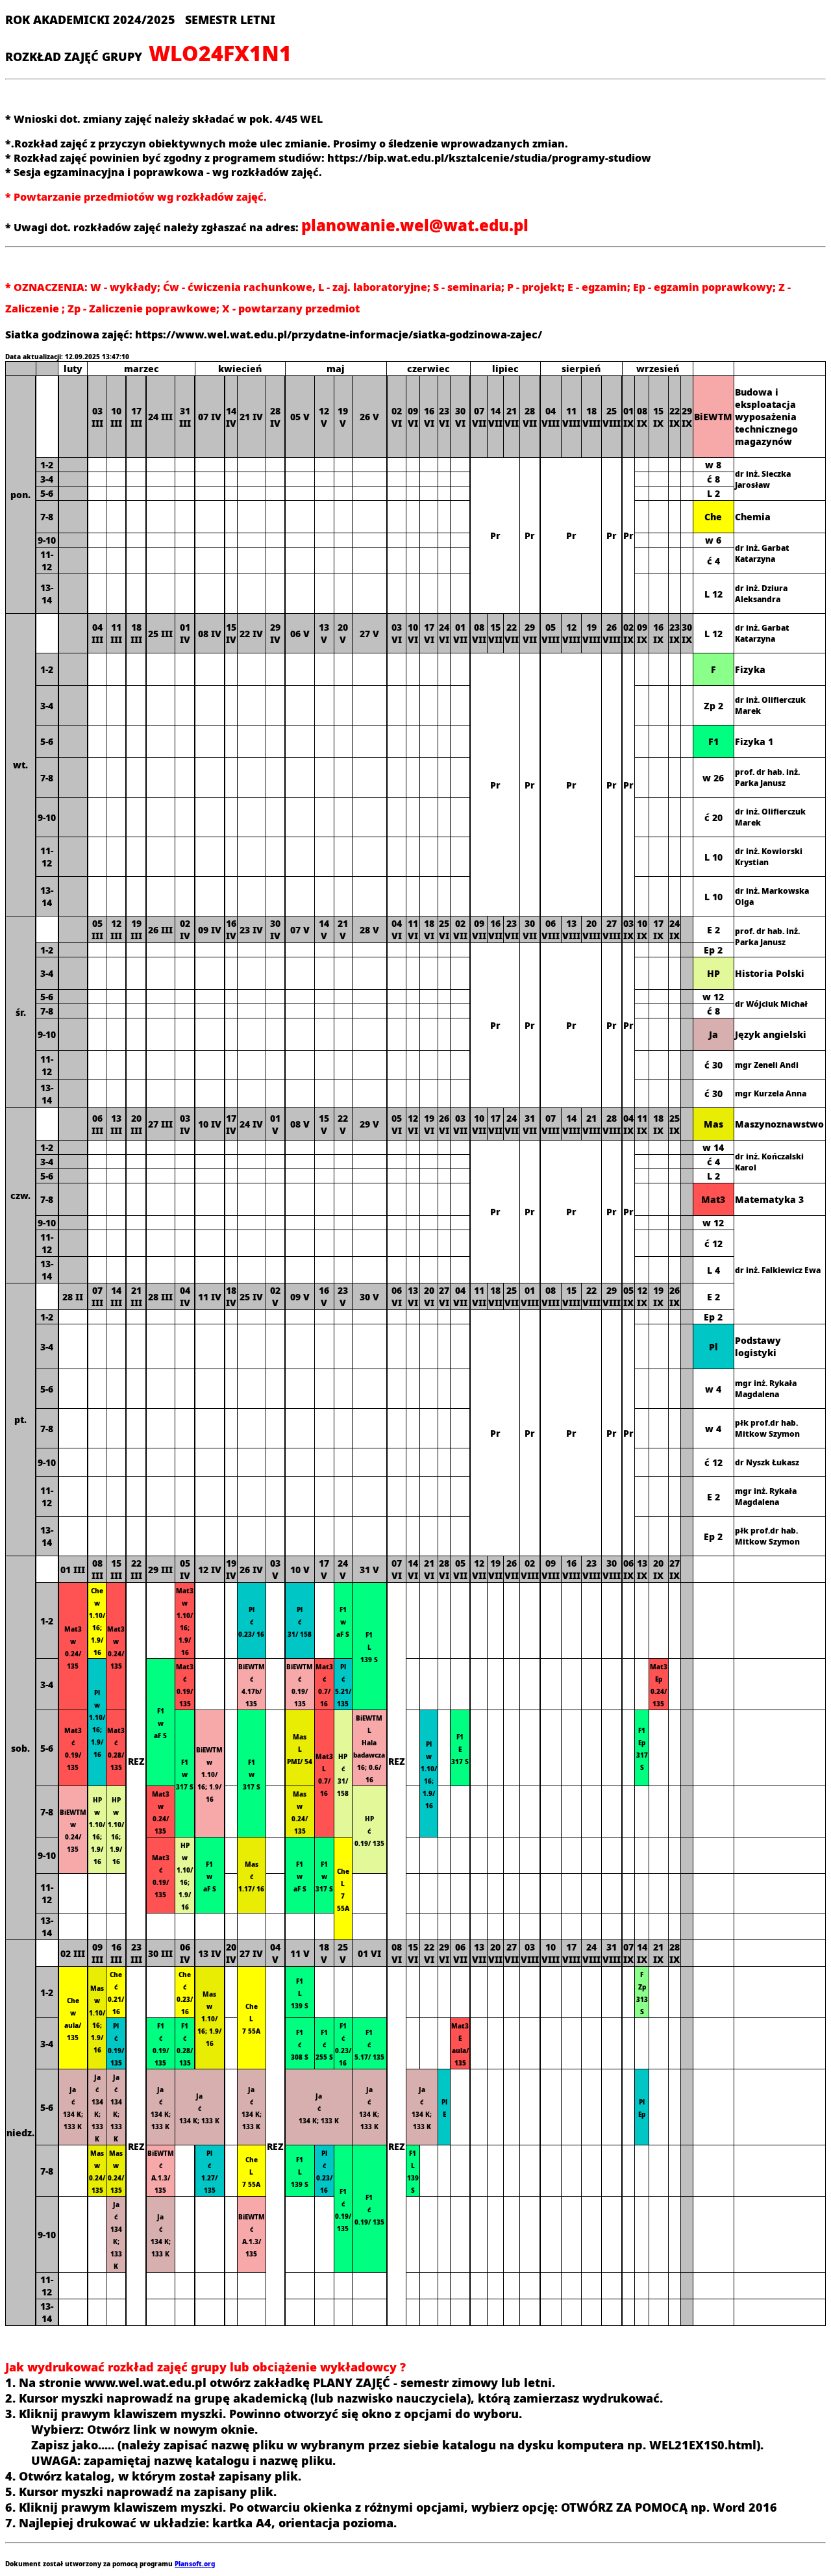 ROK AKADEMICKI 2024/2025 SEMESTR LETNI
ROZKŁAD ZAJĘĆ GRUPY WLO24FX1N1
* Wnioski dot. zmiany zajęć należy składać w pok. 4/45 WEL
*.Rozkład zajęć z przyczyn obiektywnych może ulec zmianie. Prosimy o śledzenie wprowadzanych zmian.
* Rozkład zajęć powinien być zgodny z programem studiów: https://bip.wat.edu.pl/ksztalcenie/studia/programy-studiow
* Sesja egzaminacyjna i poprawkowa - wg rozkładów zajęć.
* Powtarzanie przedmiotów wg rozkładów zajęć.
* Uwagi dot. rozkładów zajęć należy zgłaszać na adres: planowanie.wel@wat.edu.pl
* OZNACZENIA: W - wykłady; Ćw - ćwiczenia rachunkowe, L - zaj. laboratoryjne; S - seminaria; P - projekt; E - egzamin; Ep - egzamin poprawkowy; Z -
Zaliczenie ; Zp - Zaliczenie poprawkowe; X - powtarzany przedmiot
Siatka godzinowa zajęć: https://www.wel.wat.edu.pl/przydatne-informacje/siatka-godzinowa-zajec/
Data aktualizacji: 12.09.2025 13:47:10
luty marzec kwiecień maj czerwiec lipiec sierpień wrzesień
pon.
03 III 10 III 17 III 24 III 31 III 07 IV 14 IV 21 IV 28 IV 05 V 12 V 19 V 26 V 02 VI 09 VI 16 VI 23 VI 30 VI 07 VII 14 VII 21 VII 28 VII 04 VIII 11 VIII 18 VIII 25 VIII 01 IX 08 IX 15 IX 22 IX 29 IX BiEWTM Budowa i eksploatacja wyposażenia technicznego magazynów
1-2 w 8 dr inż. Sieczka Jarosław
3-4 ć 8
5-6 L 2
7-8 Pr Pr Pr Pr Pr Che Chemia
9-10 w 6 dr inż. Garbat Katarzyna
11-12 ć 4
13-14 L 12 dr inż. Dziura Aleksandra
wt.
04 III 11 III 18 III 25 III 01 IV 08 IV 15 IV 22 IV 29 IV 06 V 13 V 20 V 27 V 03 VI 10 VI 17 VI 24 VI 01 VII 08 VII 15 VII 22 VII 29 VII 05 VIII 12 VIII 19 VIII 26 VIII 02 IX 09 IX 16 IX 23 IX 30 IX L 12 dr inż. Garbat Katarzyna
1-2 F Fizyka
3-4 Zp 2 dr inż. Olifierczuk Marek
5-6 F1 Fizyka 1
7-8 Pr Pr Pr Pr Pr w 26 prof. dr hab. inż. Parka Janusz
9-10 ć 20 dr inż. Olifierczuk Marek
11-12 L 10 dr inż. Kowiorski Krystian
13-14 L 10 dr inż. Markowska Olga
śr.
05 III 12 III 19 III 26 III 02 IV 09 IV 16 IV 23 IV 30 IV 07 V 14 V 21 V 28 V 04 VI 11 VI 18 VI 25 VI 02 VII 09 VII 16 VII 23 VII 30 VII 06 VIII 13 VIII 20 VIII 27 VIII 03 IX 10 IX 17 IX 24 IX E 2 prof. dr hab. inż. Parka Janusz
1-2 Ep 2
3-4 HP Historia Polski
5-6 w 12 dr Wójciuk Michał
7-8 ć 8
9-10 Pr Pr Pr Pr Pr Ja Język angielski
11-12 ć 30 mgr Zeneli Andi
13-14 ć 30 mgr Kurzela Anna
czw.
06 III 13 III 20 III 27 III 03 IV 10 IV 17 IV 24 IV 01 V 08 V 15 V 22 V 29 V 05 VI 12 VI 19 VI 26 VI 03 VII 10 VII 17 VII 24 VII 31 VII 07 VIII 14 VIII 21 VIII 28 VIII 04 IX 11 IX 18 IX 25 IX Mas Maszynoznawstwo
1-2 w 14 dr inż. Kończalski Karol
3-4 ć 4
5-6 L 2
7-8 Pr Pr Pr Pr Pr Mat3 Matematyka 3
9-10 w 12 dr inż. Falkiewicz Ewa
11-12 ć 12
13-14 L 4
pt.
28 II 07 III 14 III 21 III 28 III 04 IV 11 IV 18 IV 25 IV 02 V 09 V 16 V 23 V 30 V 06 VI 13 VI 20 VI 27 VI 04 VII 11 VII 18 VII 25 VII 01 VIII 08 VIII 15 VIII 22 VIII 29 VIII 05 IX 12 IX 19 IX 26 IX E 2
1-2 Ep 2
3-4 Pl Podstawy logistyki
5-6 w 4 mgr inż. Rykała Magdalena
7-8 Pr Pr Pr Pr Pr w 4 płk prof.dr hab. Mitkow Szymon
9-10 ć 12 dr Nyszk Łukasz
11-12 E 2 mgr inż. Rykała Magdalena
13-14 Ep 2 płk prof.dr hab. Mitkow Szymon
sob.
01 III 08 III 15 III 22 III 29 III 05 IV 12 IV 19 IV 26 IV 03 V 10 V 17 V 24 V 31 V 07 VI 14 VI 21 VI 28 VI 05 VII 12 VII 19 VII 26 VII 02 VIII 09 VIII 16 VIII 23 VIII 30 VIII 06 IX 13 IX 20 IX 27 IX
1-2 Mat3 w 0.24/ 135 Che w 1.10/ 16; 1.9/ 16 Mat3 w 0.24/ 135 REZ Mat3 w 1.10/ 16; 1.9/ 16 Pl ć 0.23/ 16 Pl ć 31/ 158 F1 w aF S F1 L 139 S REZ
3-4 Pl w 1.10/ 16; 1.9/ 16 F1 w aF S Mat3 ć 0.19/ 135 BiEWTM ć 4.17b/ 135 BiEWTM ć 0.19/ 135 Mat3 ć 0.7/ 16 Pl ć 5.21/ 135 Mat3 Ep 0.24/ 135
5-6 Mat3 ć 0.19/ 135 Mat3 ć 0.28/ 135 F1 w 317 S BiEWTM w 1.10/ 16; 1.9/ 16 F1 w 317 S Mas L PMI/ 54 Mat3 L 0.7/ 16 HP ć 31/ 158 BiEWTM L Hala badawcza 16; 0.6/ 16 Pl w 1.10/ 16; 1.9/ 16 F1 E 317 S F1 Ep 317 S
7-8 BiEWTM w 0.24/ 135 HP w 1.10/ 16; 1.9/ 16 HP w 1.10/ 16; 1.9/ 16 Mat3 w 0.24/ 135 Mas w 0.24/ 135 HP ć 0.19/ 135
9-10 Mat3 ć 0.19/ 135 HP w 1.10/ 16; 1.9/ 16 F1 w aF S Mas ć 1.17/ 16 F1 w aF S F1 w 317 S Che L 7 55A
11-12
13-14
niedz.
02 III 09 III 16 III 23 III 30 III 06 IV 13 IV 20 IV 27 IV 04 V 11 V 18 V 25 V 01 VI 08 VI 15 VI 22 VI 29 VI 06 VII 13 VII 20 VII 27 VII 03 VIII 10 VIII 17 VIII 24 VIII 31 VIII 07 IX 14 IX 21 IX 28 IX
1-2 Che w aula/ 135 Mas w 1.10/ 16; 1.9/ 16 Che ć 0.21/ 16 REZ Che ć 0.23/ 16 Mas w 1.10/ 16; 1.9/ 16 Che L 7 55A REZ F1 L 139 S REZ F Zp 313 S
3-4 Pl ć 0.19/ 135 F1 ć 0.19/ 135 F1 ć 0.28/ 135 F1 ć 308 S F1 ć 255 S F1 ć 0.23/ 16 F1 ć 5.17/ 135 Mat3 E aula/ 135
5-6 Ja ć 134 K; 133 K Ja ć 134 K; 133 K Ja ć 134 K; 133 K Ja ć 134 K; 133 K Ja ć 134 K; 133 K Ja ć 134 K; 133 K Ja ć 134 K; 133 K Ja ć 134 K; 133 K Ja ć 134 K; 133 K Pl E Pl Ep
7-8 Mas w 0.24/ 135 Mas w 0.24/ 135 BiEWTM ć A.1.3/ 135 Pl ć 1.27/ 135 Che L 7 55A F1 L 139 S Pl ć 0.23/ 16 F1 ć 0.19/ 135 F1 ć 0.19/ 135 F1 L 139 S
9-10 Ja ć 134 K; 133 K Ja ć 134 K; 133 K BiEWTM ć A.1.3/ 135
11-12
13-14
Jak wydrukować rozkład zajęć grupy lub obciążenie wykładowcy ?
1. Na stronie www.wel.wat.edu.pl otwórz zakładkę PLANY ZAJĘĆ - semestr zimowy lub letni.
2. Kursor myszki naprowadź na grupę akademicką (lub nazwisko nauczyciela), którą zamierzasz wydrukować.
3. Kliknij prawym klawiszem myszki. Powinno otworzyć się okno z opcjami do wyboru.
Wybierz: Otwórz link w nowym oknie.
Zapisz jako..... (należy zapisać nazwę pliku w wybranym przez siebie katalogu na dysku komputera np. WEL21EX1S0.html).
UWAGA: zapamiętaj nazwę katalogu i nazwę pliku.
4. Otwórz katalog, w którym został zapisany plik.
5. Kursor myszki naprowadź na zapisany plik.
6. Kliknij prawym klawiszem myszki. Po otwarciu okienka z różnymi opcjami, wybierz opcję: OTWÓRZ ZA POMOCĄ np. Word 2016
7. Najlepiej drukować w układzie: kartka A4, orientacja pozioma.
Dokument został utworzony za pomocą programu Plansoft.org